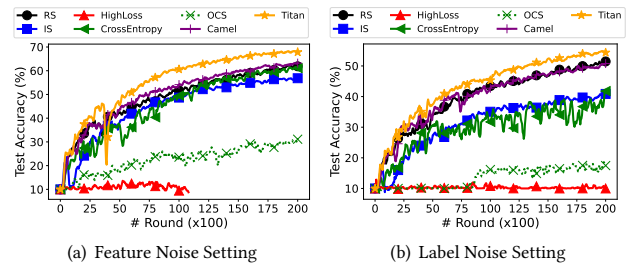 RS HighLoss OCS Titan
IS CrossEntropy Camel
70
60
50
40
30
20
10
Test Accuracy (%)
0 25 50 75 100 125 150 175 200
# Round (x100)
(a) Feature Noise Setting
RS HighLoss OCS Titan
IS CrossEntropy Camel
50
40
30
20
10
Test Accuracy (%)
0 25 50 75 100 125 150 175 200
# Round (x100)
(b) Label Noise Setting